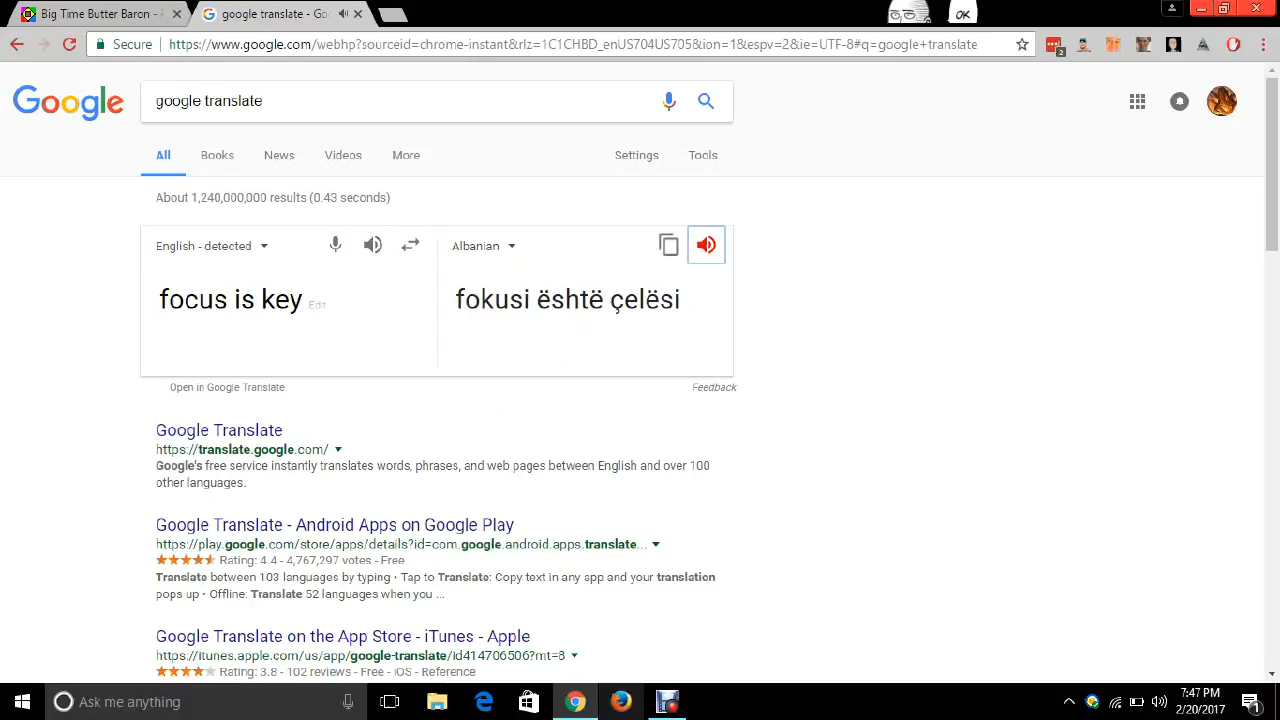 Big Time Butter Baron -
google translate - Goo
OK
Secure
https://www.google.com/webhp?sourceid=chrome-instant&rlz=1C1CHBD_enUS704US705&ion=1&espv=2&ie=UTF-8#q=google+translate
2
Google
google translate
All Books News Videos More Settings Tools
About 1,240,000,000 results (0.43 seconds)
English - detected
Albanian
focus is key Edit
fokusi është çelësi
Open in Google Translate
Feedback
Google Translate
https://translate.google.com/
Google's free service instantly translates words, phrases, and web pages between English and over 100
other languages.
Google Translate - Android Apps on Google Play
https://play.google.com/store/apps/details?id=com.google.android.apps.translate...
Rating: 4.4 - 4,767,297 votes - Free
Translate between 103 languages by typing • Tap to Translate: Copy text in any app and your translation
pops up • Offline: Translate 52 languages when you ...
Google Translate on the App Store - iTunes - Apple
https://itunes.apple.com/us/app/google-translate/id414706506?mt=8
Rating: 3.8 - 102 reviews - Free - iOS - Reference
Ask me anything
7:47 PM
2/20/2017
1